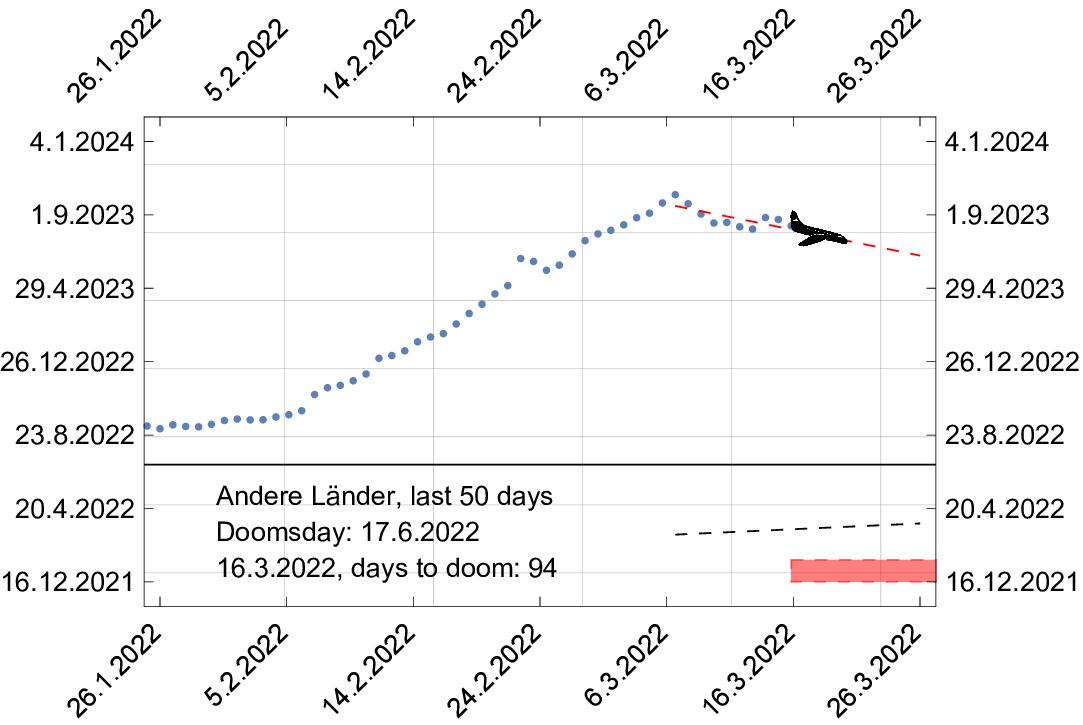 26.1.2022 5.2.2022 14.2.2022 24.2.2022 6.3.2022 16.3.2022 26.3.2022
4.1.2024 4.1.2024
1.9.2023 1.9.2023
29.4.2023 29.4.2023
26.12.2022 26.12.2022
23.8.2022 23.8.2022
Andere Länder, last 50 days
20.4.2022 20.4.2022
Doomsday: 17.6.2022
16.3.2022, days to doom: 94
16.12.2021 16.12.2021
26.1.2022 5.2.2022 14.2.2022 24.2.2022 6.3.2022 16.3.2022 26.3.2022